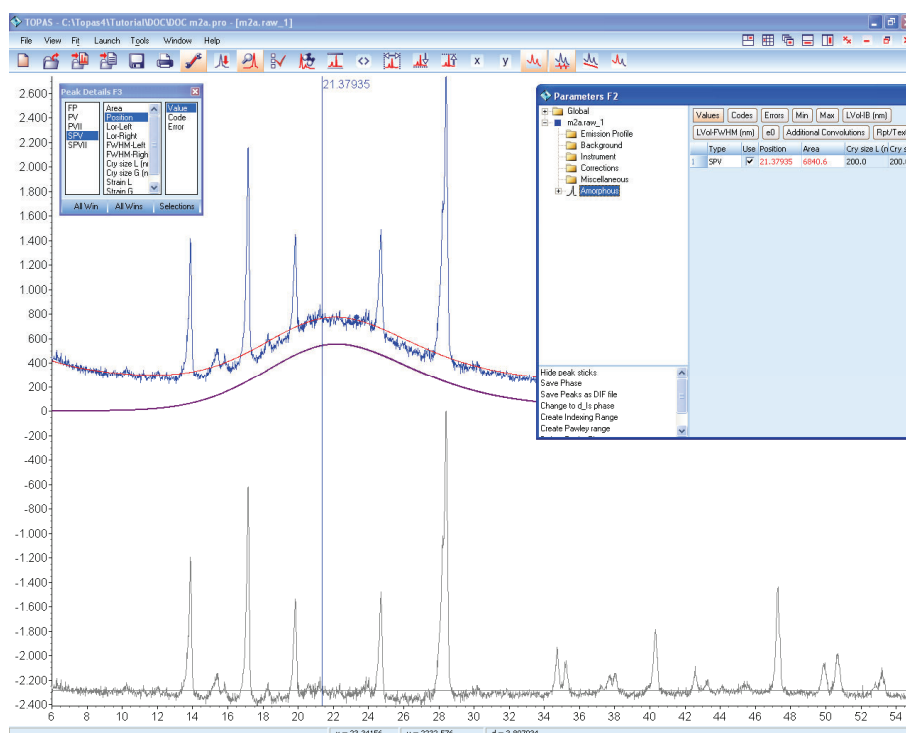 TOPAS - C:\Topas4\Tutorial\DOC\DOC m2a.pro - [m2a.raw_1]
File View Fit Launch Tools Window Help
21.37935
Peak Details F3
FP
PV
PVII
SPV
SPVII
Area
Position
Lor-Left
Lor-Right
FWHM-Left
FWHM-Righ
Cry size L (nr
Cry size G (n
Strain L
Strain G
Value
Code
Error
All Win All Wins Selections
Parameters F2
Global
m2a.raw_1
Emission Profile
Background
Instrument
Corrections
Miscellaneous
Amorphous
Values Codes Errors Min Max LVol-IB (nm)
LVol-FWHM (nm) e0 Additional Convolutions Rpt/Text
Type Use Position Area Cry size L (n Cry s
1 SPV 21.37935 6840.6 200.0 200.
Hide peak sticks
Save Phase
Save Peaks as DIF file
Change to d_Is phase
Create Indexing Range
Create Pawley range
2.600
2.400
2.200
2.000
1.800
1.600
1.400
1.200
1.000
800
600
400
200
0
-200
-400
-600
-800
-1.000
-1.200
-1.400
-1.600
-1.800
-2.000
-2.200
-2.400
6 8 10 12 14 16 18 20 22 24 26 28 30 32 34 36 38 40 42 44 46 48 50 52 54